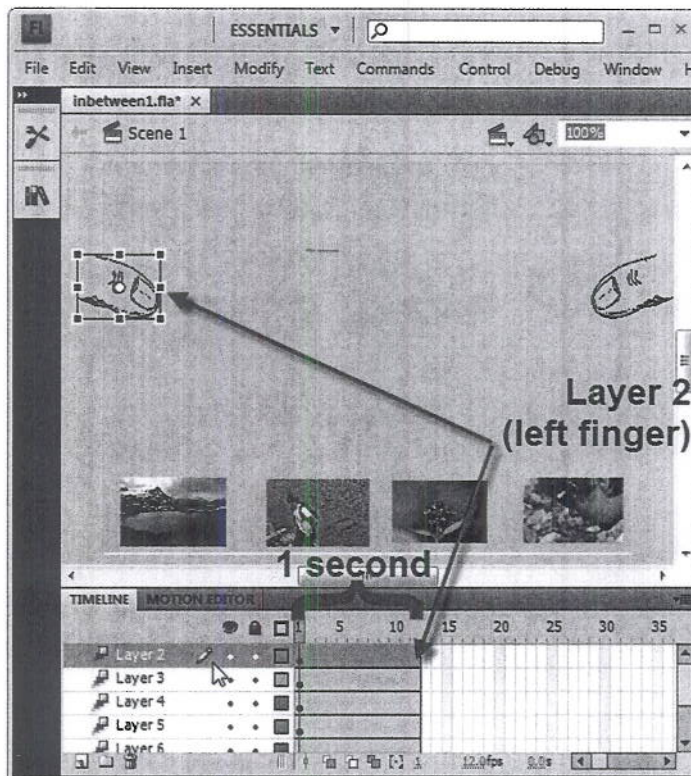 Fl
ESSENTIALS
File Edit View Insert Modify Text Commands Control Debug Window H
inbetween1.fla* ×
Scene 1
100%
Layer 2
(left finger)
1 second
TIMELINE MOTION EDITOR
1 5 10 15 20 25 30 35
Layer 2
Layer 3
Layer 4
Layer 5
Layer 6
1 12.0fps 0.0s